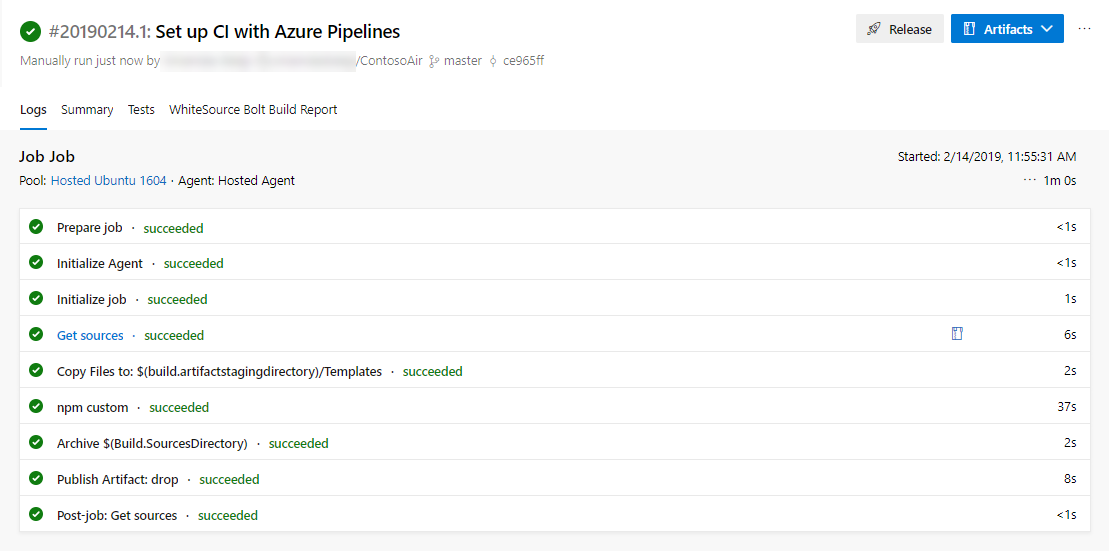 #20190214.1: Set up CI with Azure Pipelines
Release
Artifacts
Manually run just now by /ContosoAir master ce965ff
Logs Summary Tests WhiteSource Bolt Build Report
Job Job
Started: 2/14/2019, 11:55:31 AM
Pool: Hosted Ubuntu 1604 · Agent: Hosted Agent
··· 1m 0s
Prepare job · succeeded <1s
Initialize Agent · succeeded <1s
Initialize job · succeeded 1s
Get sources · succeeded 6s
Copy Files to: $(build.artifactstagingdirectory)/Templates · succeeded 2s
npm custom · succeeded 37s
Archive $(Build.SourcesDirectory) · succeeded 2s
Publish Artifact: drop · succeeded 8s
Post-job: Get sources · succeeded <1s